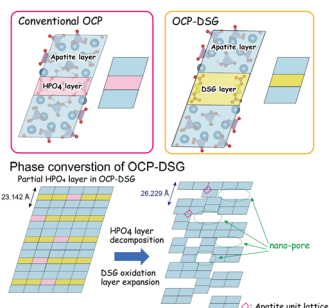 Conventional OCP
OCP-DSG
Apatite layer
Apatite layer
HPO4 layer
DSG layer
Phase converstion of OCP-DSG
Partial HPO4 layer in OCP-DSG
23.142 Å
26.229 Å
HPO4 layer
decomposition
DSG oxidation
layer expansion
nano-pore
: Apatite unit lattice